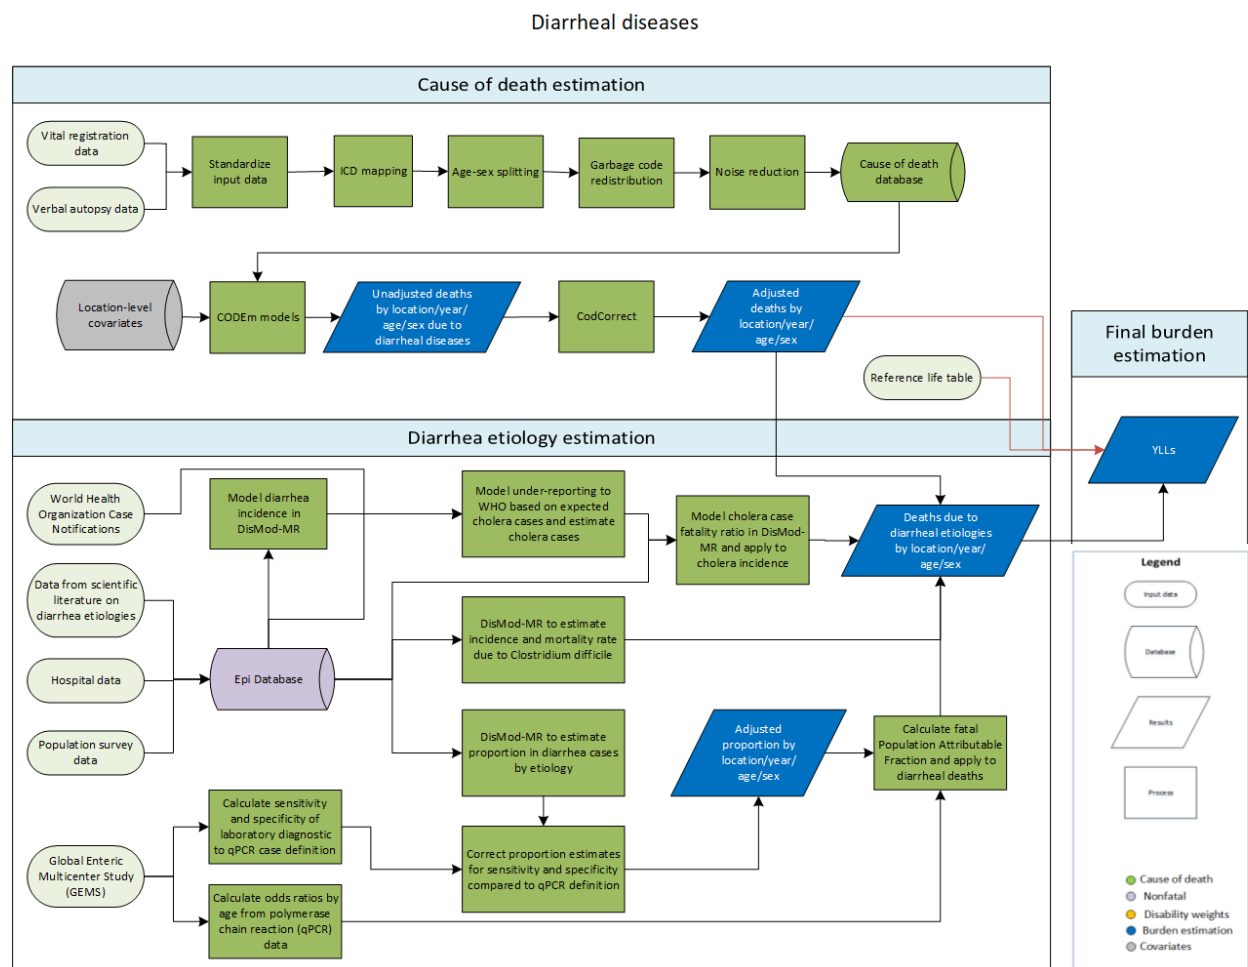 Diarrheal diseases
Cause of death estimation
Vital registration
data
Verbal autopsy data
Standardize
input data
ICD mapping
Age-sex splitting
Garbage code
redistribution
Noise reduction
Cause of death
database
Location-level
covariates
CODEm models
Unadjusted deaths
by location/year/
age/sex due to
diarrheal diseases
CodCorrect
Adjusted
deaths by
location/year/
age/sex
Reference life table
Final burden
estimation
YLLs
Diarrhea etiology estimation
World Health
Organization Case
Notifications
Model diarrhea
incidence in
DisMod-MR
Model under-reporting to
WHO based on expected
cholera cases and estimate
cholera cases
Model cholera case
fatality ratio in DisMod-
MR and apply to
cholera incidence
Deaths due to
diarrheal etiologies
by location/year/
age/sex
Data from scientific
literature on
diarrhea etiologies
Hospital data
Population survey
data
Epi Database
DisMod-MR to estimate
incidence and mortality rate
due to Clostridium difficile
DisMod-MR to estimate
proportion in diarrhea cases
by etiology
Adjusted
proportion by
location/year/
age/sex
Calculate fatal
Population Attributable
Fraction and apply to
diarrheal deaths
Global Enteric
Multicenter Study
(GEMS)
Calculate sensitivity
and specificity of
laboratory diagnostic
to qPCR case definition
Correct proportion estimates
for sensitivity and specificity
compared to qPCR definition
Calculate odds ratios by
age from polymerase
chain reaction (qPCR)
data
Legend
Input data
Database
Results
Process
Cause of death
Nonfatal
Disability weights
Burden estimation
Covariates